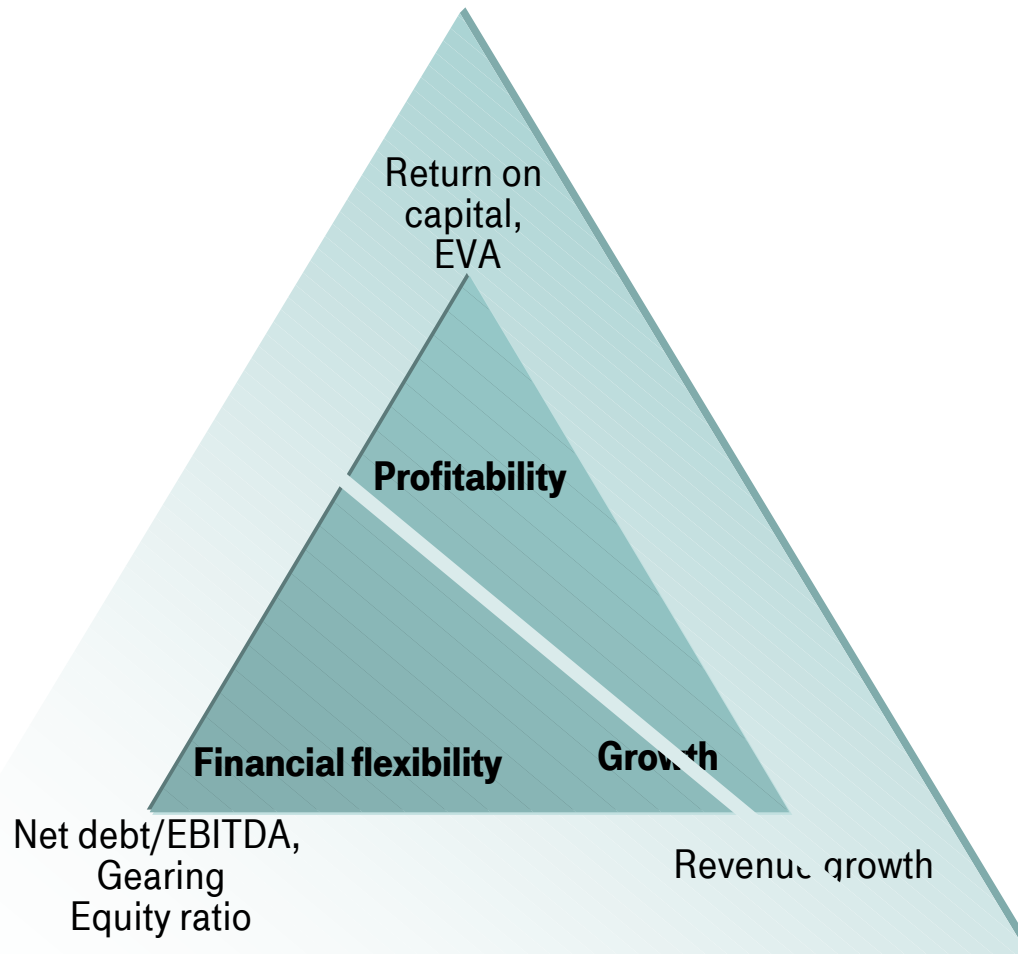 Return on
capital,
EVA
Profitability
Financial flexibility
Growth
Net debt/EBITDA,
Gearing
Equity ratio
Revenue growth